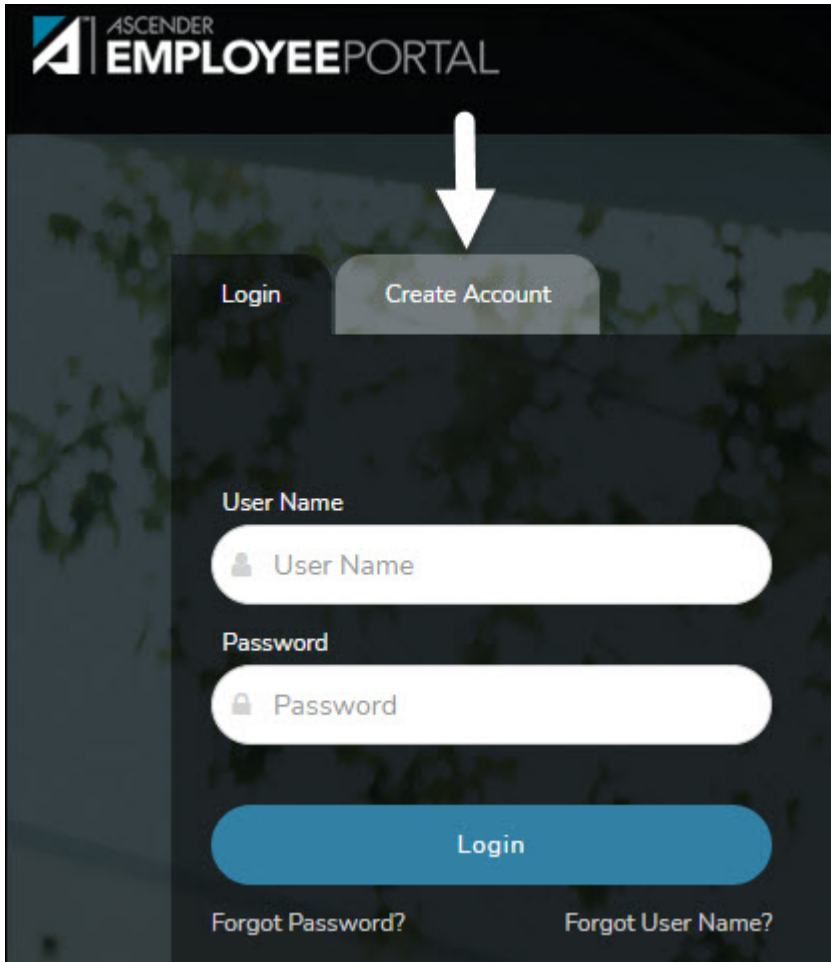 ASCENDER
EMPLOYEEPORTAL
Login Create Account
User Name
User Name
Password
Password
Login
Forgot Password? Forgot User Name?